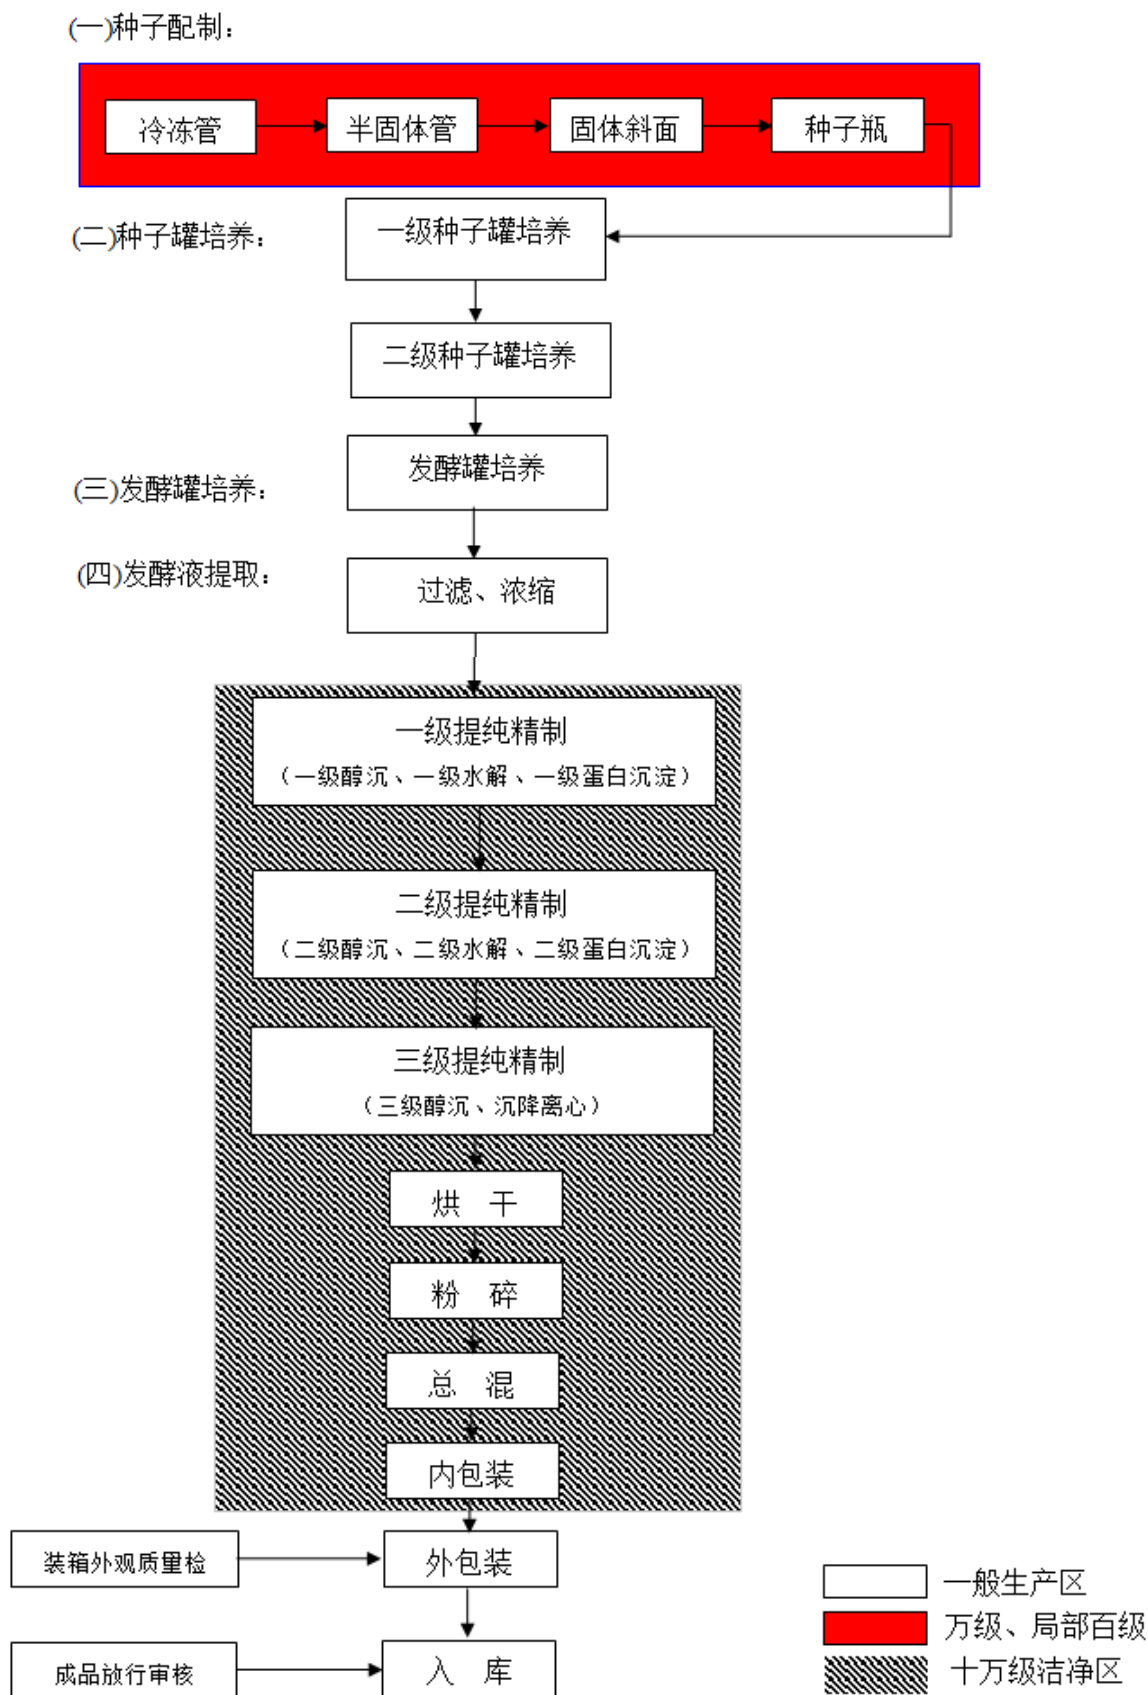 (一)种子配制：
冷冻管
半固体管
固体斜面
种子瓶
(二)种子罐培养：
一级种子罐培养
二级种子罐培养
发酵罐培养
(三)发酵罐培养：
(四)发酵液提取：
过滤、浓缩
一级提纯精制
（一级醇沉、一级水解、一级蛋白沉淀）
二级提纯精制
（二级醇沉、二级水解、二级蛋白沉淀）
三级提纯精制
（三级醇沉、沉降离心）
烘 干
粉 碎
总 混
内包装
装箱外观质量检
外包装
成品放行审核
入 库
一般生产区
万级、局部百级
十万级洁净区